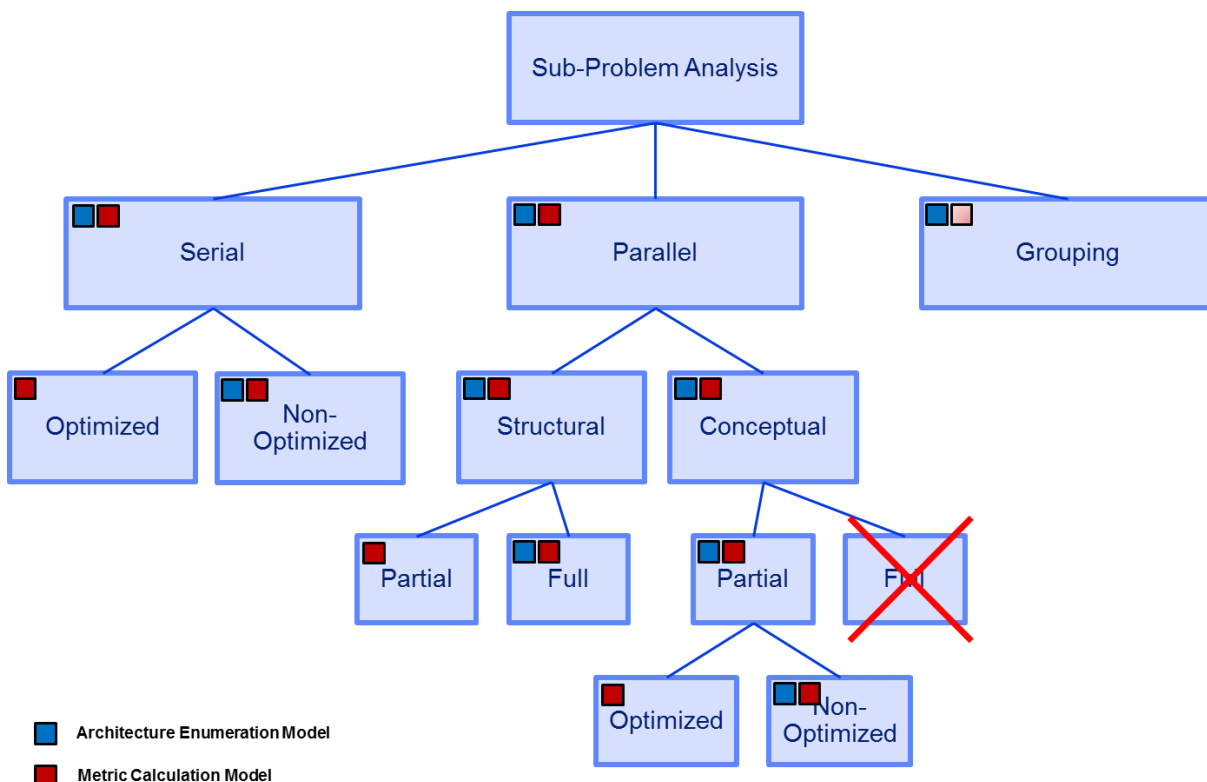 Sub-Problem Analysis
Serial
Parallel
Grouping
Optimized
Non-
Optimized
Structural
Conceptual
Partial
Full
Partial
Full
Optimized
Non-
Optimized
Architecture Enumeration Model
Metric Calculation Model